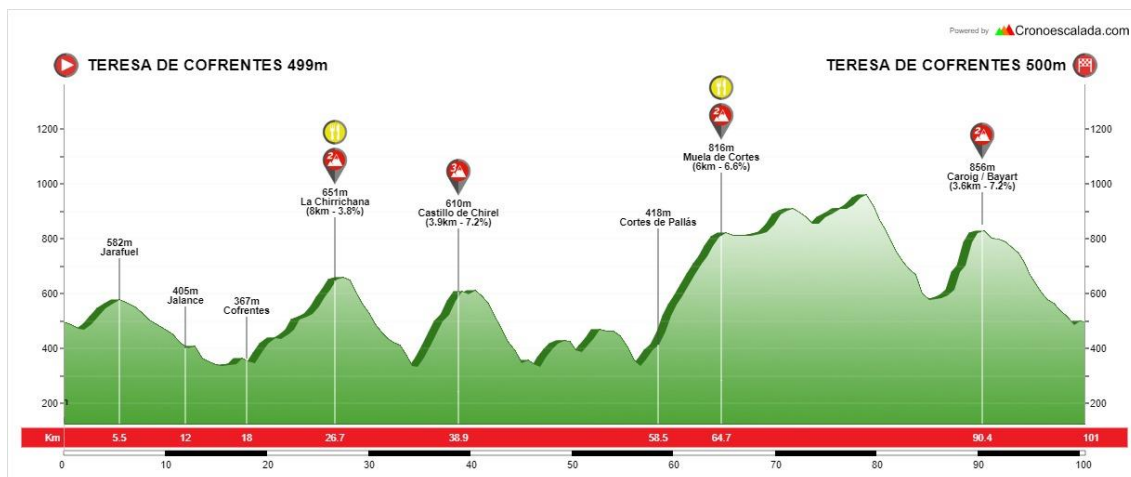 Powered by Cronoescalada.com
TERESA DE COFRENTES 499m
TERESA DE COFRENTES 500m
1200
1000
800
600
400
200
1200
1000
800
600
400
200
582m
Jarafuel
405m
Jalance
367m
Cofrentes
2
651m
La Chirrichana
(8km - 3.8%)
3
610m
Castillo de Chirel
(3.9km - 7.2%)
418m
Cortes de Pallás
2
816m
Muela de Cortes
(6km - 6.6%)
2
856m
Caroig / Bayart
(3.6km - 7.2%)
Km 5.5 12 18 26.7 38.9 58.5 64.7 90.4 101
0 10 20 30 40 50 60 70 80 90 100